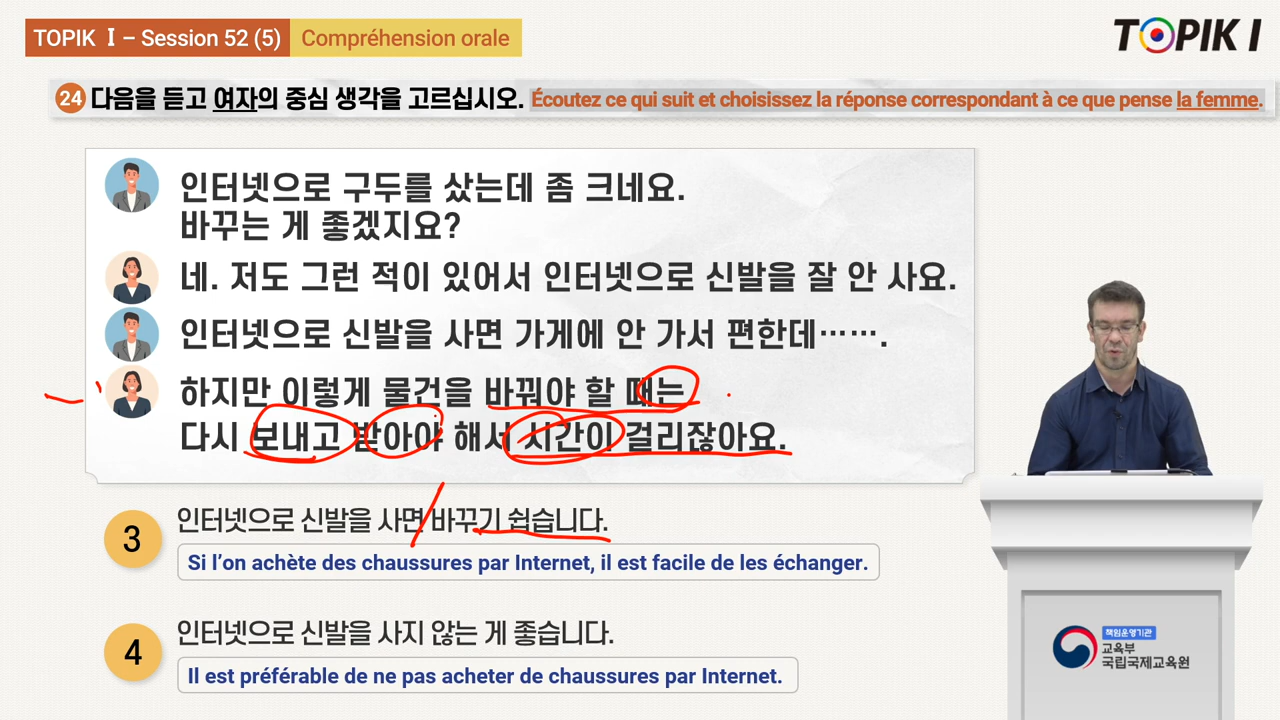 TOPIK Ⅰ – Session 52 (5) Compréhension orale
TOPIK I
24 다음을 듣고 여자의 중심 생각을 고르십시오. Écoutez ce qui suit et choisissez la réponse correspondant à ce que pense la femme.
인터넷으로 구두를 샀는데 좀 크네요.
바꾸는 게 좋겠지요?
네. 저도 그런 적이 있어서 인터넷으로 신발을 잘 안 사요.
인터넷으로 신발을 사면 가게에 안 가서 편한데…….
하지만 이렇게 물건을 바꿔야 할 때는
다시 보내고 받아야 해서 시간이 걸리잖아요.
3 인터넷으로 신발을 사면 바꾸기 쉽습니다.
Si l’on achète des chaussures par Internet, il est facile de les échanger.
4 인터넷으로 신발을 사지 않는 게 좋습니다.
Il est préférable de ne pas acheter de chaussures par Internet.
책임운영기관
교육부
국립국제교육원